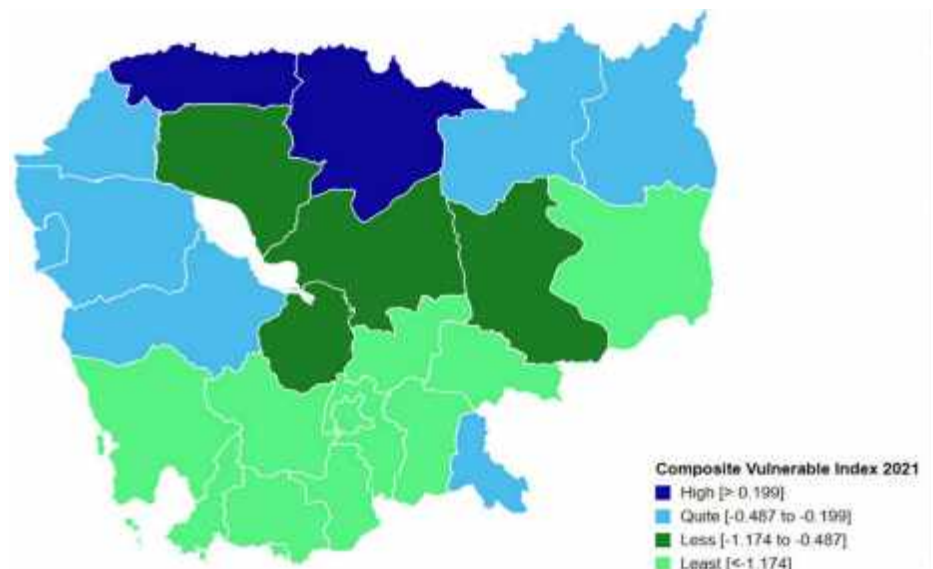 Composite Vulnerable Index 2021
High [> 0.199]
Quite [-0.487 to -0.199]
Less [-1.174 to -0.487]
Least [<-1.174]